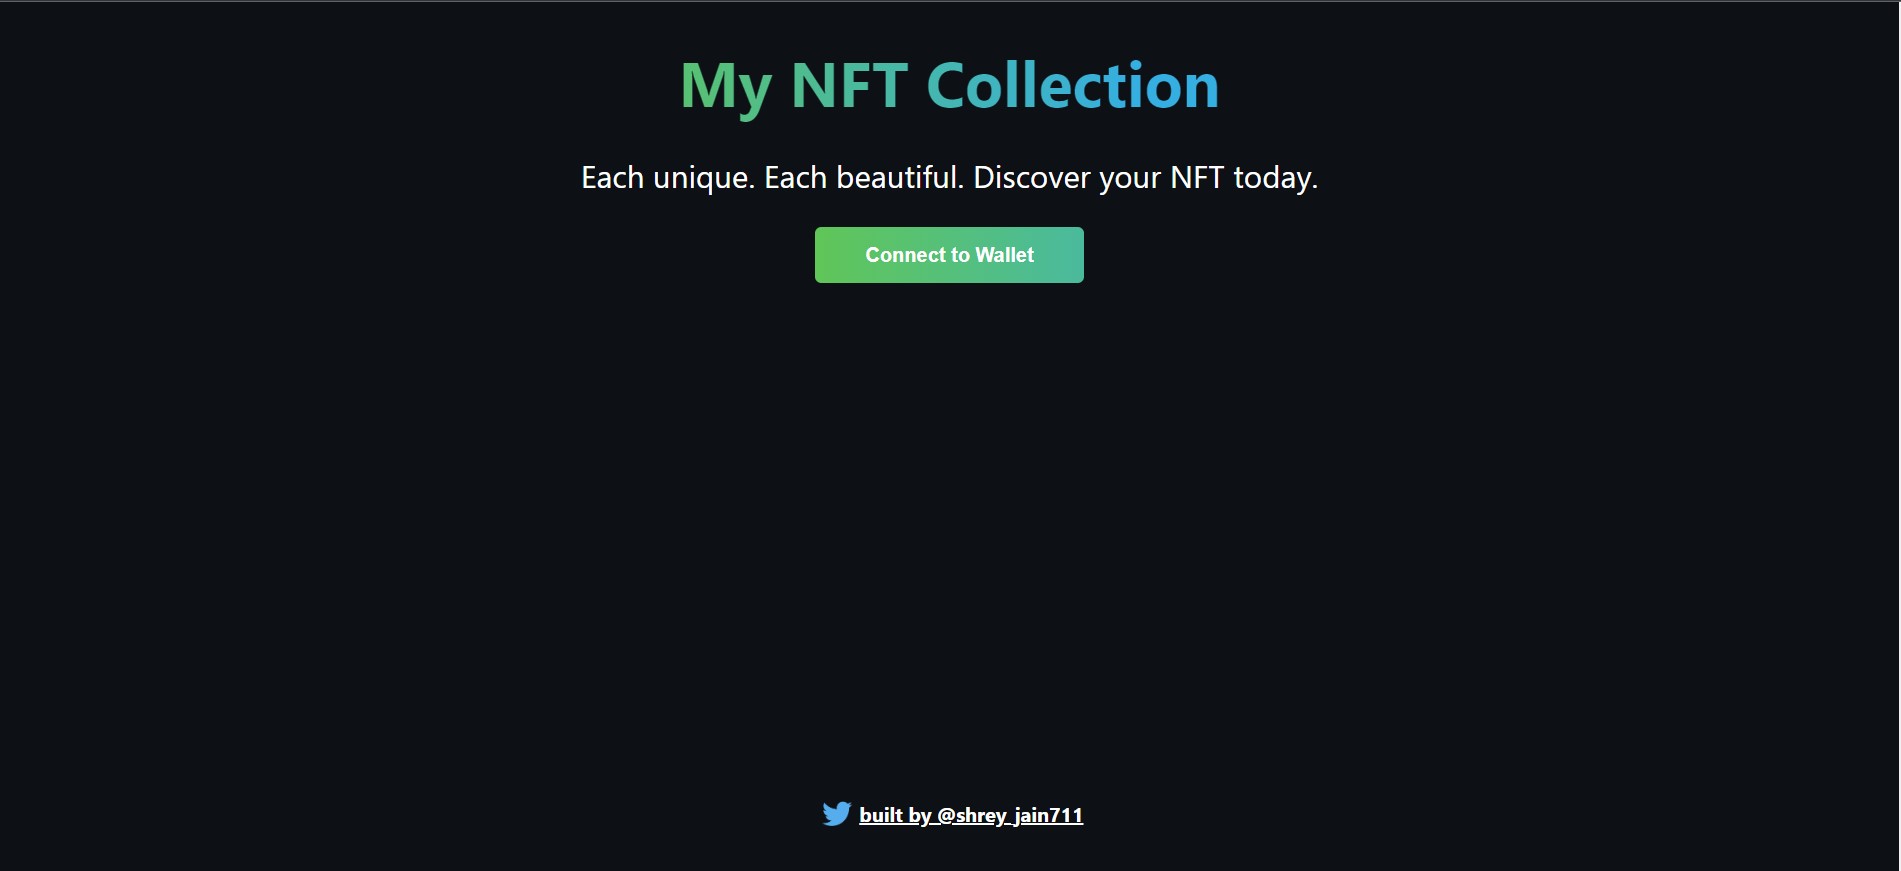 My NFT Collection
Each unique. Each beautiful. Discover your NFT today.
Connect to Wallet
built by @shrey_jain711